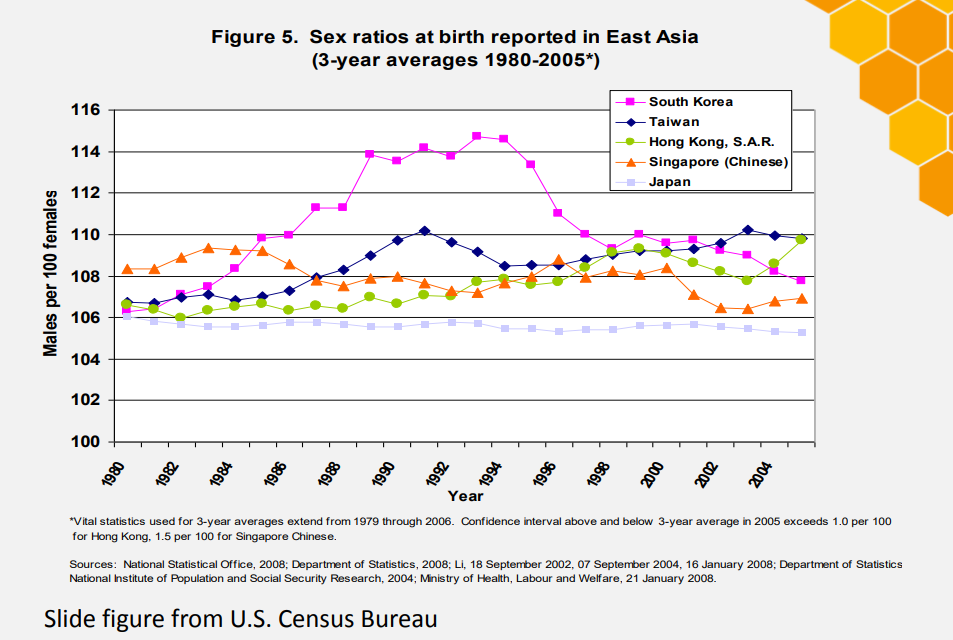 Figure 5.  Sex ratios at birth reported in East Asia
(3-year averages 1980-2005*)
South Korea
Taiwan
Hong Kong, S.A.R.
Singapore (Chinese)
Japan
Males per 100 females
116
114
112
110
108
106
104
102
100
1980 1982 1984 1986 1988 1990 1992 1994 1996 1998 2000 2002 2004
Year
*Vital statistics used for 3-year averages extend from 1979 through 2006.  Confidence interval above and below 3-year average in 2005 exceeds 1.0 per 100
for Hong Kong, 1.5 per 100 for Singapore Chinese.
Sources:  National Statistical Office, 2008; Department of Statistics, 2008; Li, 18 September 2002, 07 September 2004, 16 January 2008; Department of Statistics
National Institute of Population and Social Security Research, 2004; Ministry of Health, Labour and Welfare, 21 January 2008.
Slide figure from U.S. Census Bureau